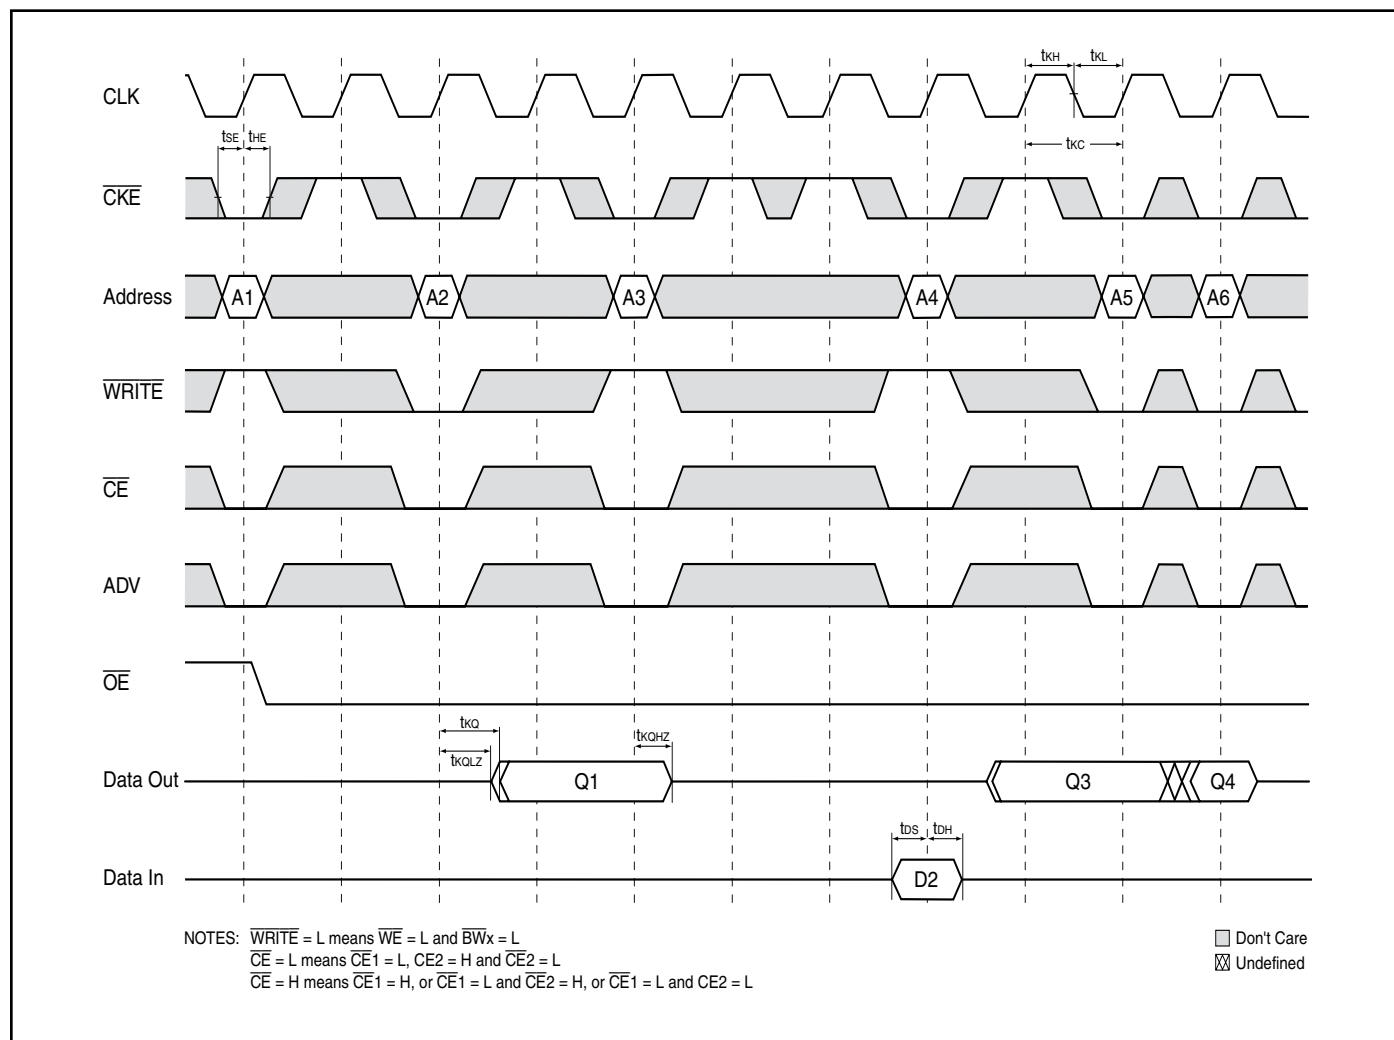 tKH tKL
CLK
tSE tHE
tKC
CKE
Address A1 A2 A3 A4 A5 A6
WRITE
CE
ADV
OE
tKQ
tKQLZ
tKQHZ
Data Out Q1 Q3 Q4
tDS tDH
Data In D2
NOTES: WRITE = L means WE = L and BWx = L
CE = L means CE1 = L, CE2 = H and CE2 = L
CE = H means CE1 = H, or CE1 = L and CE2 = H, or CE1 = L and CE2 = L
Don't Care
Undefined